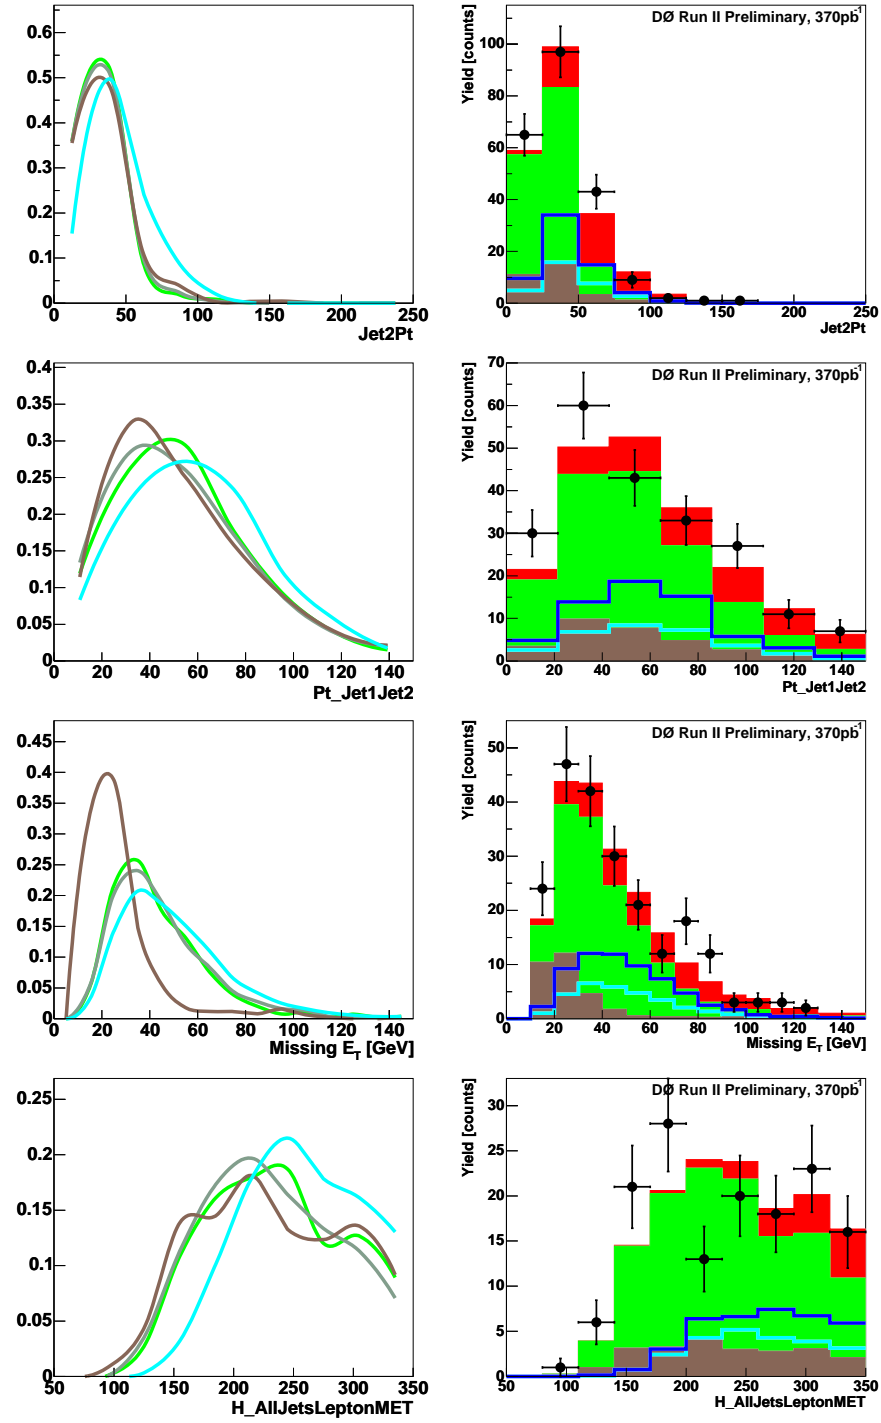 0.6
0.5
0.4
0.3
0.2
0.1
0
0 50 100 150 200 250
Jet2Pt
Yield [counts]
DØ Run II Preliminary, 370pb-1
100
80
60
40
20
0
0 50 100 150 200 250
Jet2Pt
0.4
0.35
0.3
0.25
0.2
0.15
0.1
0.05
0
0 20 40 60 80 100 120 140
Pt_Jet1Jet2
Yield [counts]
DØ Run II Preliminary, 370pb-1
70
60
50
40
30
20
10
0
0 20 40 60 80 100 120 140
Pt_Jet1Jet2
0.45
0.4
0.35
0.3
0.25
0.2
0.15
0.1
0.05
0
0 20 40 60 80 100 120 140
Missing ET [GeV]
Yield [counts]
DØ Run II Preliminary, 370pb-1
50
40
30
20
10
0
0 20 40 60 80 100 120 140
Missing ET [GeV]
0.25
0.2
0.15
0.1
0.05
0
50 100 150 200 250 300 350
H_AllJetsLeptonMET
Yield [counts]
DØ Run II Preliminary, 370pb-1
30
25
20
15
10
5
0
50 100 150 200 250 300 350
H_AllJetsLeptonMET